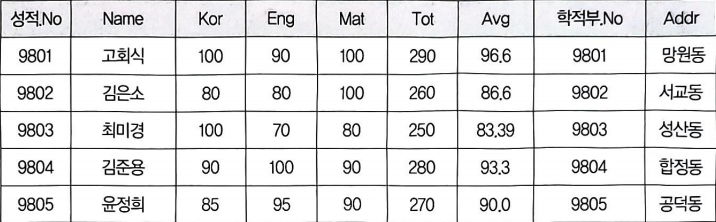 성적.No Name Kor Eng Mat Tot Avg 학적부.No Addr
9801 고회식 100 90 100 290 96.6 9801 망원동
9802 김은소 80 80 100 260 86.6 9802 서교동
9803 최미경 100 70 80 250 83.39 9803 성산동
9804 김준용 90 100 90 280 93.3 9804 합정동
9805 윤정희 85 95 90 270 90.0 9805 공덕동